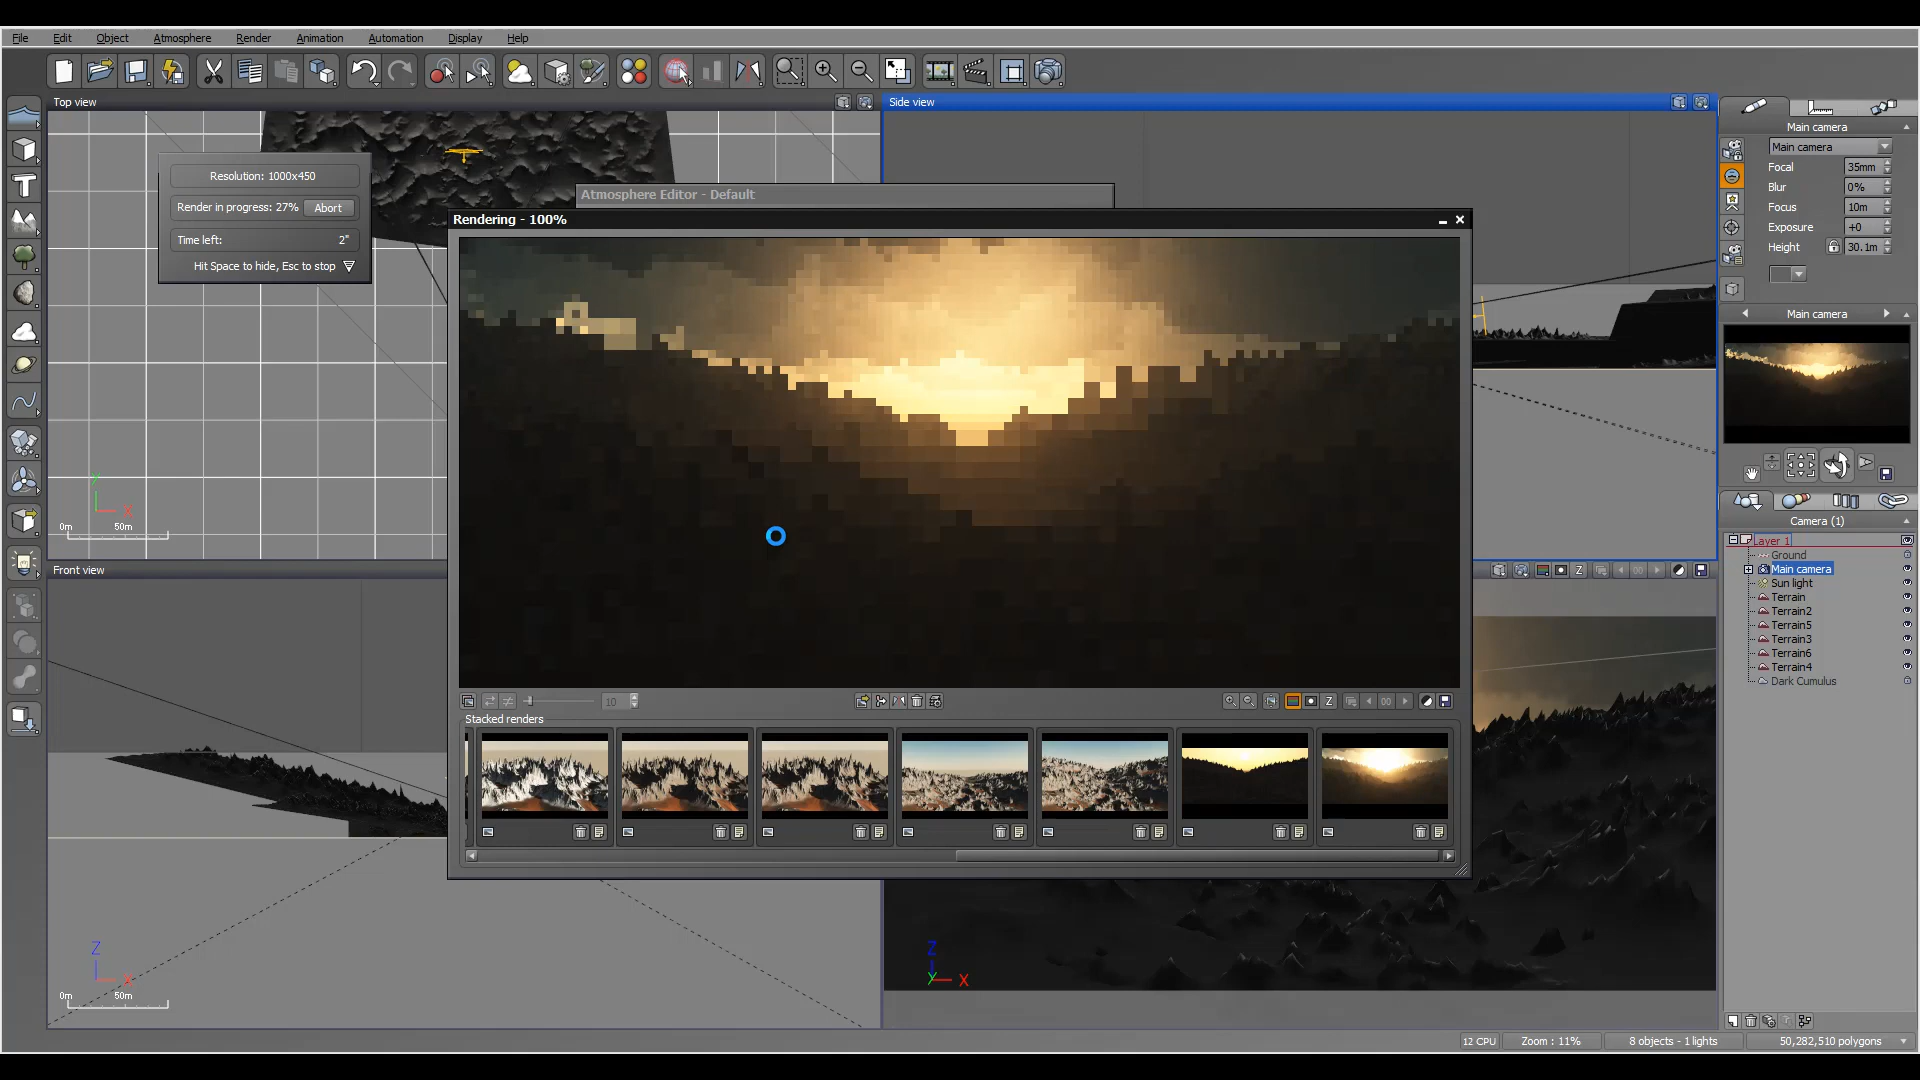 File Edit Object Atmosphere Render Animation Automation Display Help
Top view
Side view
Main camera
Main camera
Focal 35mm
Blur 0%
Focus 10m
Exposure +0
Height 30.1m
Main camera
Resolution: 1000x450
Render in progress: 27% Abort
Time left: 2"
Hit Space to hide, Esc to stop
Atmosphere Editor - Default
Rendering - 100%
10
Z
Stacked renders
Y
X
0m 50m
Front view
Z
X
0m 50m
Z
Z
Y X
Camera (1)
Layer 1
Ground
Main camera
Sun light
Terrain
Terrain2
Terrain5
Terrain3
Terrain6
Terrain4
Dark Cumulus
12 CPU Zoom : 11% 8 objects - 1 lights 50,282,510 polygons